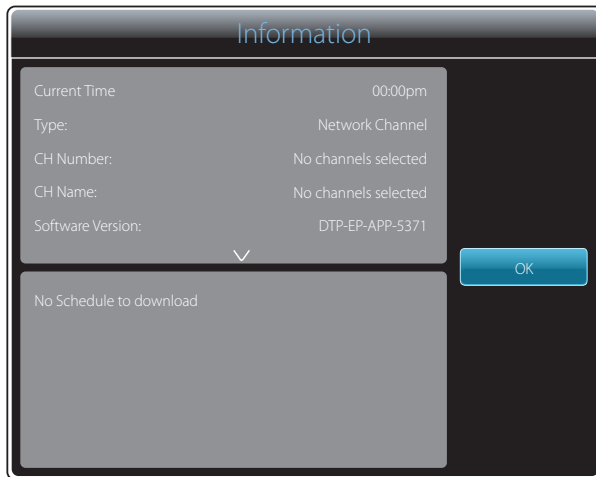 Information
Current Time 00:00pm
Type: Network Channel
CH Number: No channels selected
CH Name: No channels selected
Software Version: DTP-EP-APP-5371
OK
No Schedule to download